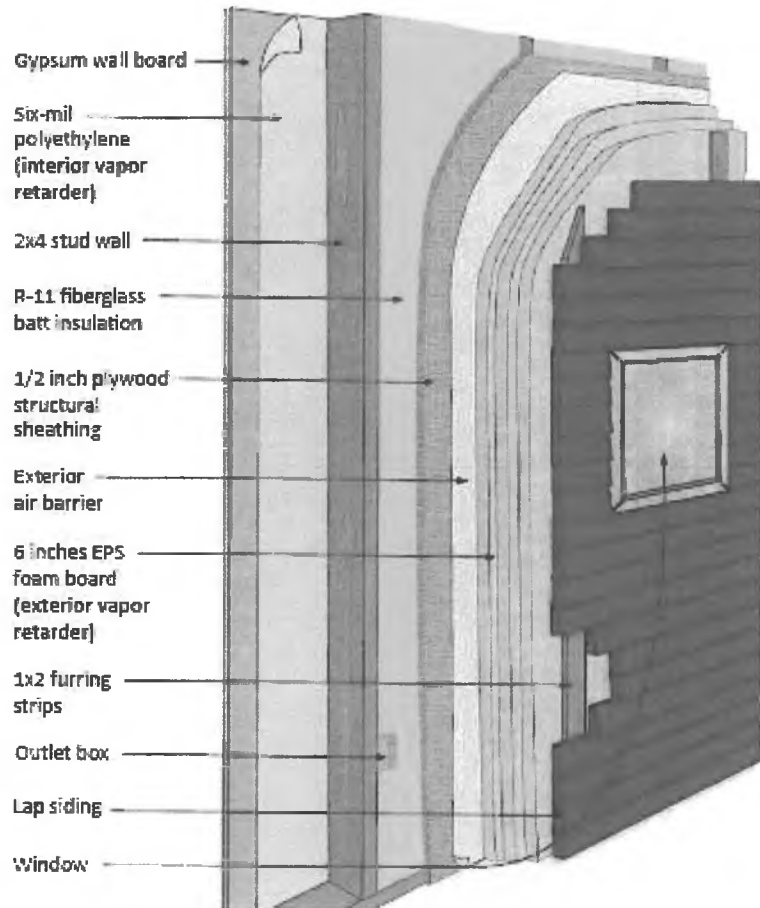 Gypsum wall board
Six-mil
polyethylene
(interior vapor
retarder)
2x4 stud wall
R-11 fiberglass
batt insulation
1/2 inch plywood
structural
sheathing
Exterior
air barrier
6 inches EPS
foam board
(exterior vapor
retarder)
1x2 furring
strips
Outlet box
Lap siding
Window